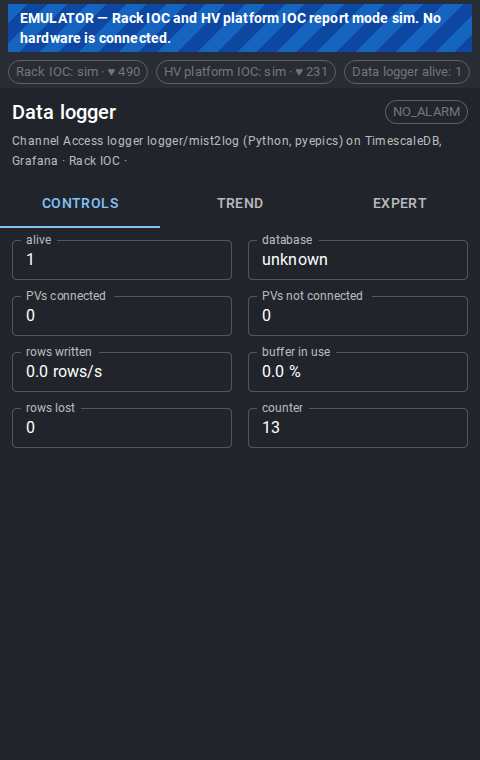 EMULATOR — Rack IOC and HV platform IOC report mode sim. No
hardware is connected.
Rack IOC: sim · ♥ 490
HV platform IOC: sim · ♥ 231
Data logger alive: 1
Data logger
NO_ALARM
Channel Access logger logger/mist2log (Python, pyepics) on TimescaleDB,
Grafana · Rack IOC ·
CONTROLS
TREND
EXPERT
alive
1
database
unknown
PVs connected
0
PVs not connected
0
rows written
0.0 rows/s
buffer in use
0.0 %
rows lost
0
counter
13